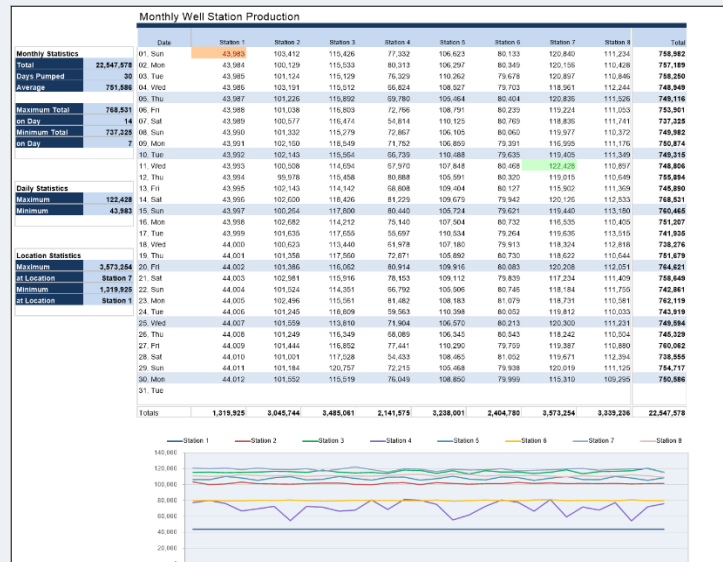 Monthly Well Station Production
Date Station 1 Station 2 Station 3 Station 4 Station 5 Station 6 Station 7 Station 8 Total
Monthly Statistics
Total 22,547,578
Days Pumped 30
Average 751,586
Maximum Total 768,531
on Day 14
Minimum Total 737,325
on Day 7
Daily Statistics
Maximum 122,428
Minimum 43,983
Location Statistics
Maximum 3,573,254
at Location Station 7
Minimum 1,319,925
at Location Station 1
01. Sun 43,983 103,412 115,426 77,332 106,623 80,133 120,840 111,234 758,982
02. Mon 43,984 100,129 115,533 80,313 106,297 80,349 120,156 110,428 757,189
03. Tue 43,985 101,124 115,129 76,329 110,262 79,678 120,897 110,846 758,250
04. Wed 43,986 103,191 115,512 66,824 108,527 79,703 118,961 112,244 748,949
05. Thu 43,987 101,226 115,892 69,780 105,464 80,404 120,835 111,526 749,116
06. Fri 43,988 101,038 116,803 72,766 108,791 80,239 119,224 111,053 753,901
07. Sat 43,989 100,577 116,474 54,814 110,125 80,769 118,836 111,741 737,325
08. Sun 43,990 101,332 115,279 72,867 106,105 80,060 119,977 110,372 749,982
09. Mon 43,991 102,160 118,549 71,752 106,859 79,391 116,995 111,176 750,874
10. Tue 43,992 102,143 115,564 66,739 110,488 79,635 119,405 111,349 749,315
11. Wed 43,993 100,508 114,694 67,970 107,848 80,468 122,428 110,897 748,806
12. Thu 43,994 99,978 115,458 80,888 105,591 80,320 119,015 110,649 755,894
13. Fri 43,995 102,143 114,142 68,808 109,404 80,127 115,902 111,369 745,890
14. Sat 43,996 102,600 118,426 81,229 109,679 79,942 120,126 112,533 768,531
15. Sun 43,997 100,254 117,800 80,440 105,724 79,621 119,440 113,180 760,465
16. Mon 43,998 102,682 114,212 75,140 107,504 80,732 116,535 110,405 751,207
17. Tue 43,999 101,635 117,655 55,697 110,534 79,264 119,635 113,515 741,935
18. Wed 44,000 100,623 113,440 61,978 107,180 79,913 118,324 112,818 738,276
19. Thu 44,001 101,358 117,560 72,871 105,892 80,730 118,622 110,644 751,679
20. Fri 44,002 101,386 116,062 80,914 109,916 80,083 120,208 112,051 764,621
21. Sat 44,003 102,981 115,916 78,153 109,112 79,839 117,234 111,409 758,649
22. Sun 44,004 101,524 114,351 66,792 105,506 80,746 118,184 111,755 742,861
23. Mon 44,005 102,496 115,561 81,482 108,183 81,079 118,731 110,581 762,119
24. Tue 44,006 101,245 118,809 59,563 110,398 80,052 119,812 110,033 743,919
25. Wed 44,007 101,559 113,810 71,904 106,570 80,213 120,300 111,231 749,594
26. Thu 44,008 101,249 116,349 68,089 106,345 80,543 118,242 110,504 745,329
27. Fri 44,009 101,444 116,852 77,441 110,290 79,759 119,387 110,880 760,062
28. Sat 44,010 101,001 117,528 54,433 108,465 81,052 119,671 112,394 738,555
29. Sun 44,011 101,184 120,757 72,215 105,468 79,938 120,019 111,125 754,717
30. Mon 44,012 101,552 115,519 76,049 108,850 79,999 115,310 109,295 750,586
31. Tue
Totals 1,319,925 3,045,744 3,485,061 2,141,575 3,238,001 2,404,780 3,573,254 3,339,236 22,547,578
Station 1 Station 2 Station 3 Station 4 Station 5 Station 6 Station 7 Station 8
140,000
120,000
100,000
80,000
60,000
40,000
20,000